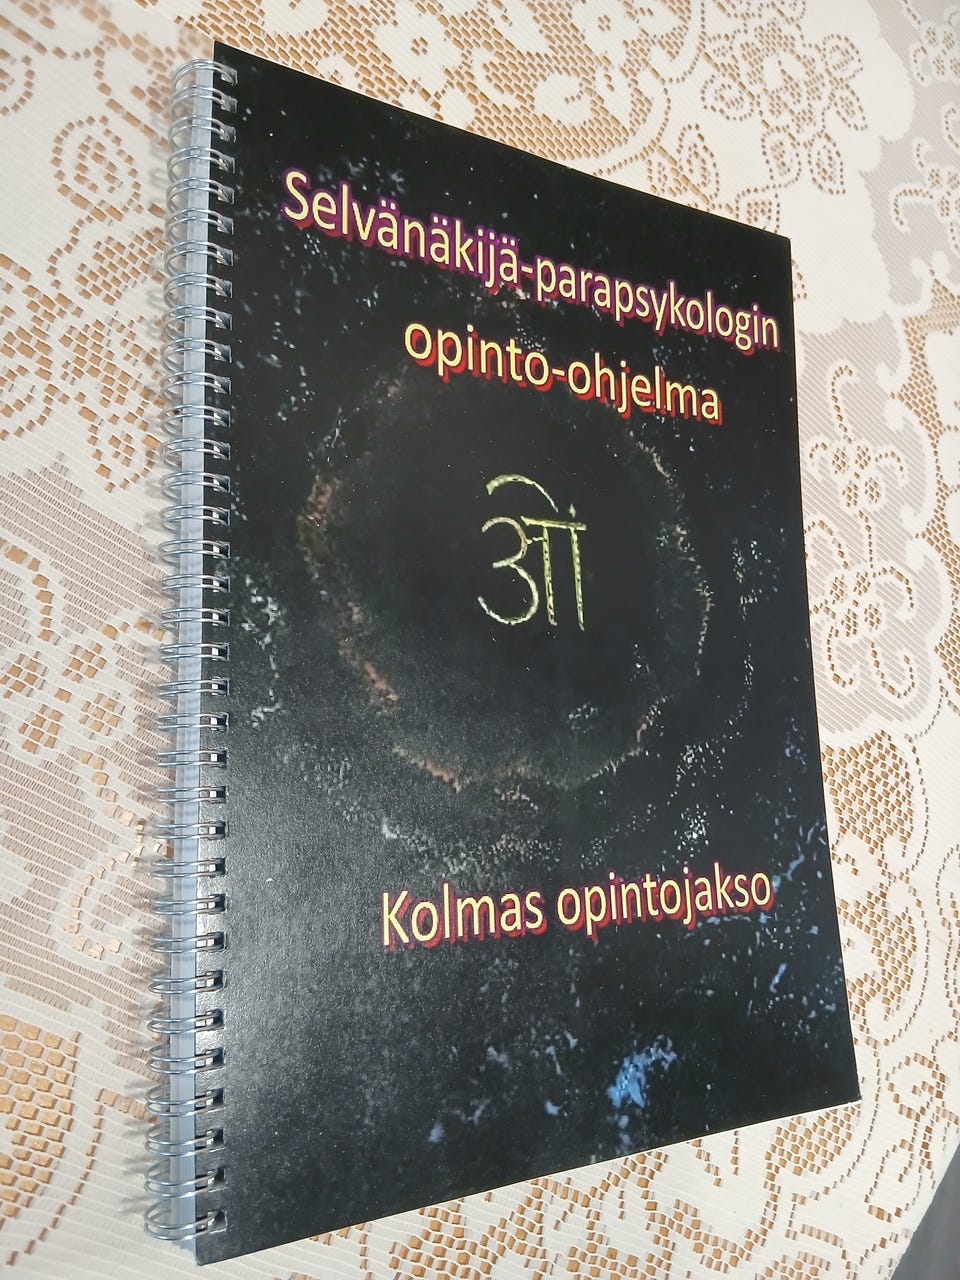 Selvänäkijä-parapsykologin
opinto-ohjelma
ओं
Kolmas opintojakso